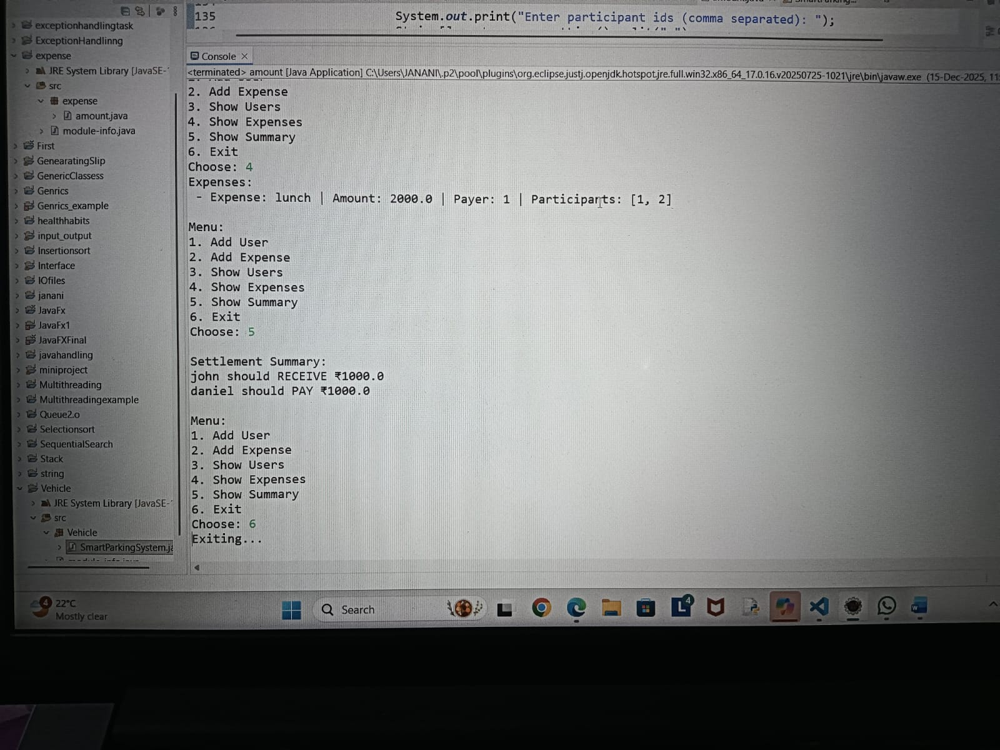 exceptionhandlingtask
ExceptionHandlinng
expense
JRE System Library [JavaSE-
src
expense
amount.java
module-info.java
First
GenearatingSlip
GenericClassess
Genrics
Genrics_example
healthhabits
input_output
Insertionsort
Interface
IOfiles
janani
JavaFx
JavaFx1
JavaFXFinal
javahandling
miniproject
Multithreading
Multithreadingexample
Queue2.o
Selectionsort
SequentialSearch
Stack
string
Vehicle
JRE System Library [JavaSE-
src
Vehicle
SmartParkingSystem.ja
135 System.out.print("Enter participant ids (comma separated): ");
Console ×
<terminated> amount [Java Application] C:\Users\JANANI\.p2\pool\plugins\org.eclipse.justj.openjdk.hotspot.jre.full.win32.x86_64_17.0.16.v20250725-1021\jre\bin\javaw.exe (15-Dec-2025, 11:
2. Add Expense
3. Show Users
4. Show Expenses
5. Show Summary
6. Exit
Choose: 4
Expenses:
- Expense: lunch | Amount: 2000.0 | Payer: 1 | Participants: [1, 2]
Menu:
1. Add User
2. Add Expense
3. Show Users
4. Show Expenses
5. Show Summary
6. Exit
Choose: 5
Settlement Summary:
john should RECEIVE ₹1000.0
daniel should PAY ₹1000.0
Menu:
1. Add User
2. Add Expense
3. Show Users
4. Show Expenses
5. Show Summary
6. Exit
Choose: 6
Exiting...
4
22°C
Mostly clear
Search
L
4
W